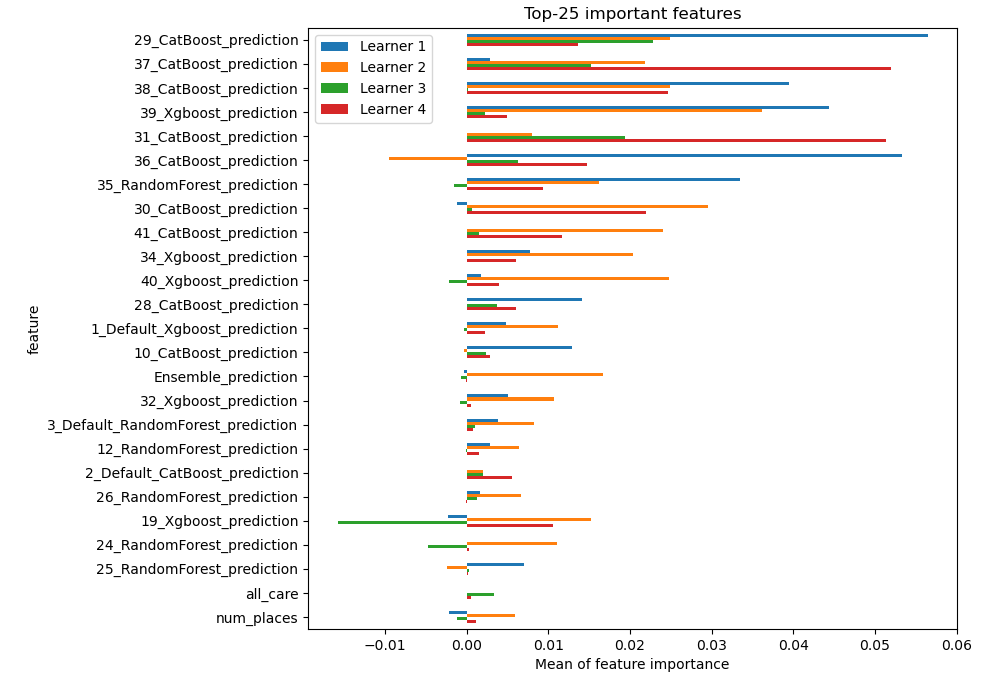 Top-25 important features
Learner 1
Learner 2
Learner 3
Learner 4
29_CatBoost_prediction
37_CatBoost_prediction
38_CatBoost_prediction
39_Xgboost_prediction
31_CatBoost_prediction
36_CatBoost_prediction
35_RandomForest_prediction
30_CatBoost_prediction
41_CatBoost_prediction
34_Xgboost_prediction
40_Xgboost_prediction
28_CatBoost_prediction
1_Default_Xgboost_prediction
10_CatBoost_prediction
Ensemble_prediction
32_Xgboost_prediction
3_Default_RandomForest_prediction
12_RandomForest_prediction
2_Default_CatBoost_prediction
26_RandomForest_prediction
19_Xgboost_prediction
24_RandomForest_prediction
25_RandomForest_prediction
all_care
num_places
feature
−0.01 0.00 0.01 0.02 0.03 0.04 0.05 0.06
Mean of feature importance